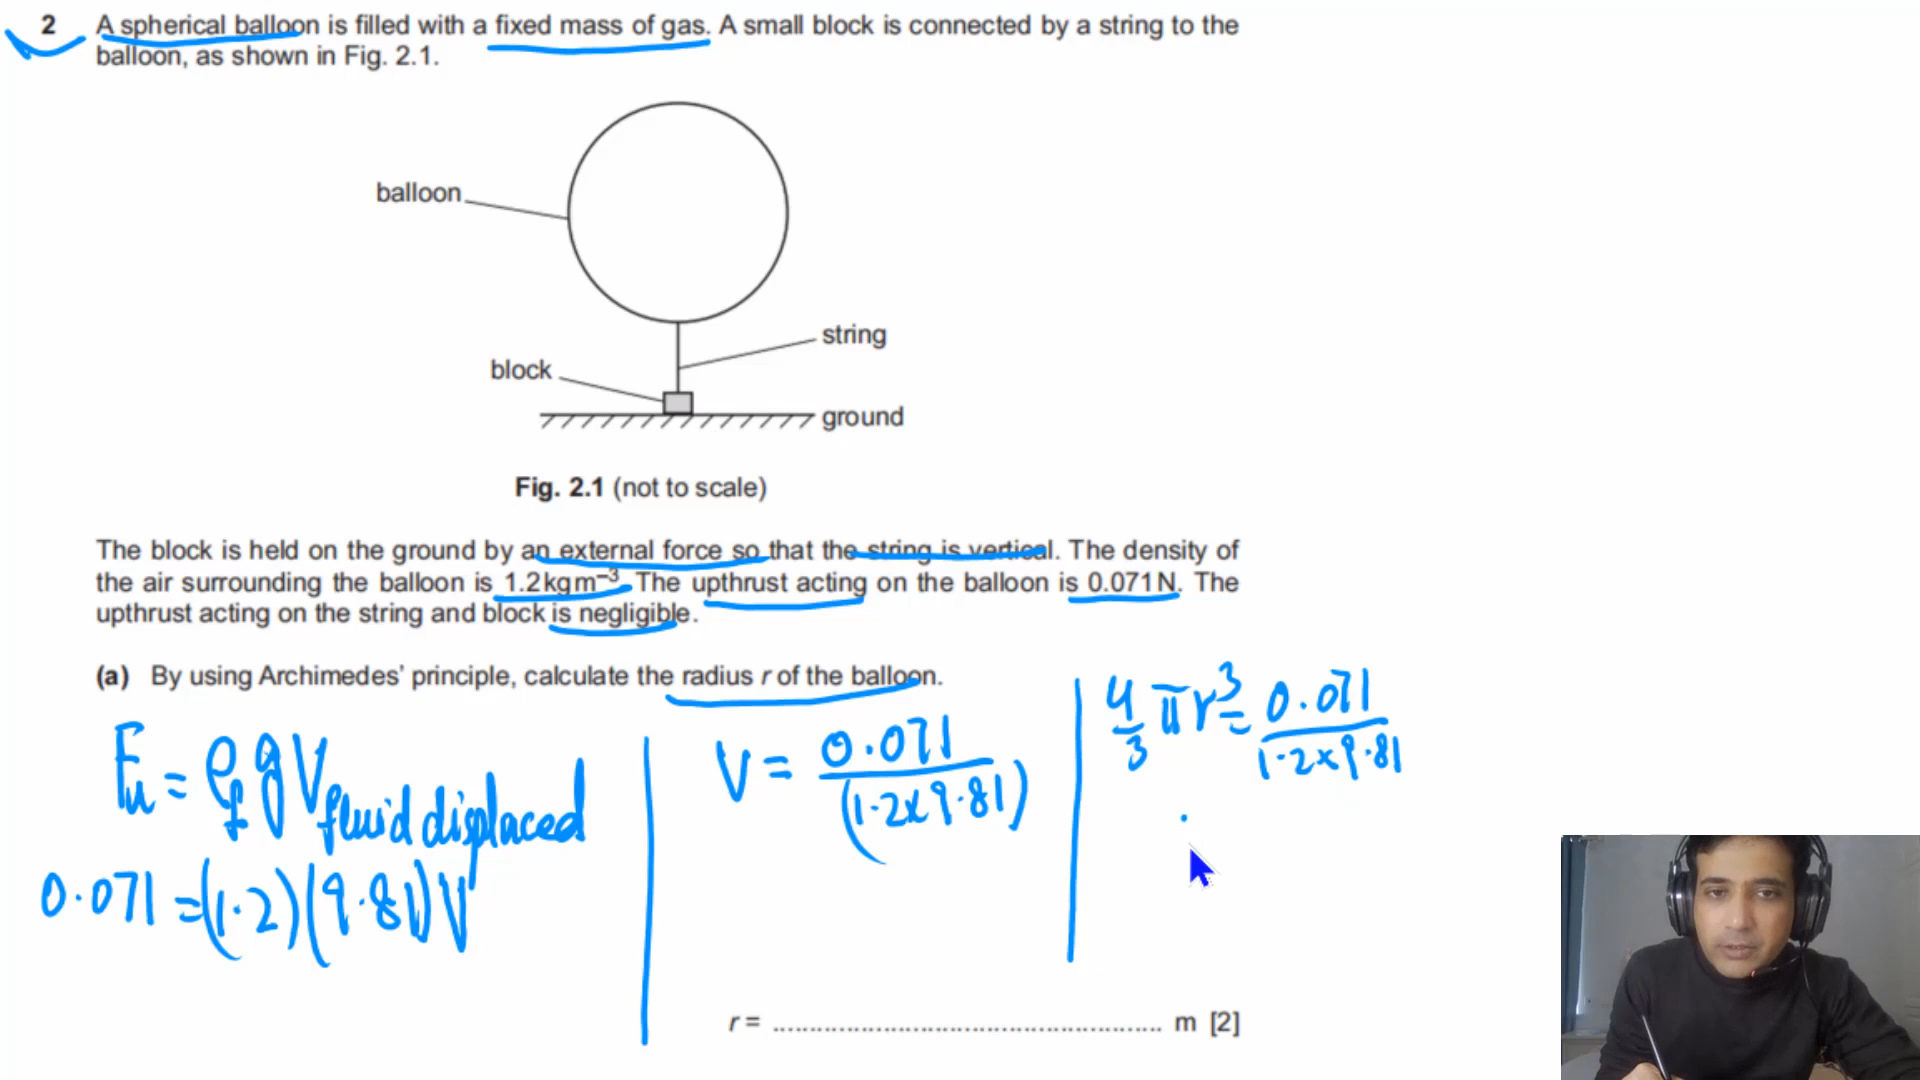 2 A spherical balloon is filled with a fixed mass of gas. A small block is connected by a string to the
balloon, as shown in Fig. 2.1.
balloon
string
block
ground
Fig. 2.1 (not to scale)
The block is held on the ground by an external force so that the string is vertical. The density of
the air surrounding the balloon is 1.2 kg m⁻³. The upthrust acting on the balloon is 0.071 N. The
upthrust acting on the string and block is negligible.
(a) By using Archimedes' principle, calculate the radius r of the balloon.
Fu = ρf g V fluid displaced
0.071 = (1.2)(9.81)V
V = 0.071 / (1.2×9.81)
4/3 πr³ = 0.071 / 1.2×9.81
r = ........................................................ m [2]